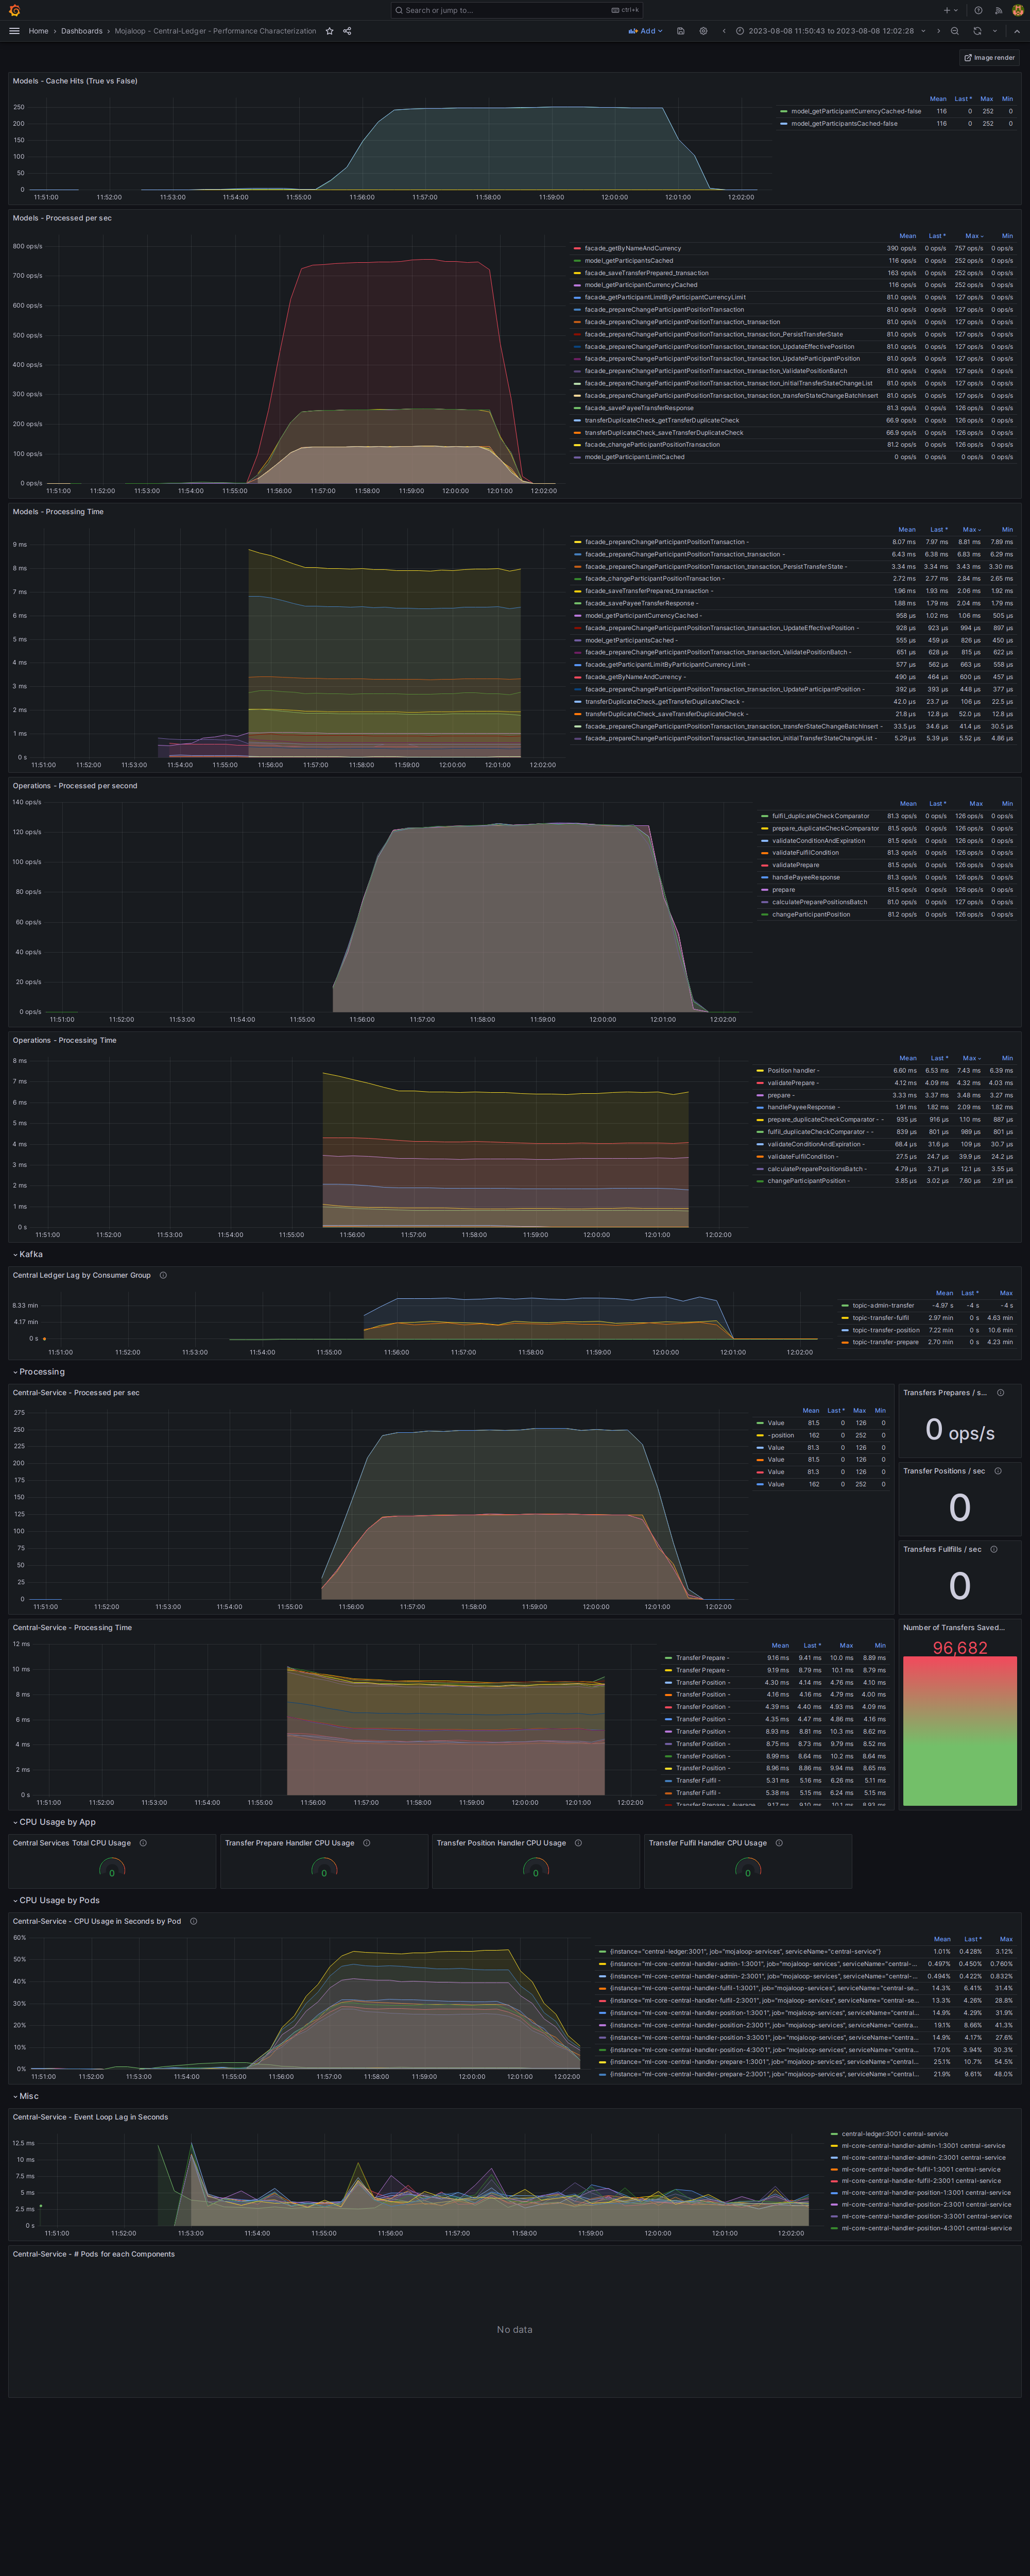 Search or jump to...
ctrl+k
Home › Dashboards › Mojaloop - Central-Ledger - Performance Characterization
Add
2023-08-08 11:50:43 to 2023-08-08 12:02:28
Image render
Models - Cache Hits (True vs False)
Mean Last * Max Min
model_getParticipantCurrencyCached-false 116 0 252 0
model_getParticipantsCached-false 116 0 252 0
250
200
150
100
50
0
11:51:00 11:52:00 11:53:00 11:54:00 11:55:00 11:56:00 11:57:00 11:58:00 11:59:00 12:00:00 12:01:00 12:02:00
Models - Processed per sec
Mean Last * Max Min
facade_getByNameAndCurrency 390 ops/s 0 ops/s 757 ops/s 0 ops/s
model_getParticipantsCached 116 ops/s 0 ops/s 252 ops/s 0 ops/s
facade_saveTransferPrepared_transaction 163 ops/s 0 ops/s 252 ops/s 0 ops/s
model_getParticipantCurrencyCached 116 ops/s 0 ops/s 252 ops/s 0 ops/s
facade_getParticipantLimitByParticipantCurrencyLimit 81.0 ops/s 0 ops/s 127 ops/s 0 ops/s
facade_prepareChangeParticipantPositionTransaction 81.0 ops/s 0 ops/s 127 ops/s 0 ops/s
facade_prepareChangeParticipantPositionTransaction_transaction 81.0 ops/s 0 ops/s 127 ops/s 0 ops/s
facade_prepareChangeParticipantPositionTransaction_transaction_PersistTransferState 81.0 ops/s 0 ops/s 127 ops/s 0 ops/s
facade_prepareChangeParticipantPositionTransaction_transaction_UpdateEffectivePosition 81.0 ops/s 0 ops/s 127 ops/s 0 ops/s
facade_prepareChangeParticipantPositionTransaction_transaction_UpdateParticipantPosition 81.0 ops/s 0 ops/s 127 ops/s 0 ops/s
facade_prepareChangeParticipantPositionTransaction_transaction_ValidatePositionBatch 81.0 ops/s 0 ops/s 127 ops/s 0 ops/s
facade_prepareChangeParticipantPositionTransaction_transaction_initialTransferStateChangeList 81.0 ops/s 0 ops/s 127 ops/s 0 ops/s
facade_prepareChangeParticipantPositionTransaction_transaction_transferStateChangeBatchInsert 81.0 ops/s 0 ops/s 127 ops/s 0 ops/s
facade_savePayeeTransferResponse 81.3 ops/s 0 ops/s 126 ops/s 0 ops/s
transferDuplicateCheck_getTransferDuplicateCheck 66.9 ops/s 0 ops/s 126 ops/s 0 ops/s
transferDuplicateCheck_saveTransferDuplicateCheck 66.9 ops/s 0 ops/s 126 ops/s 0 ops/s
facade_changeParticipantPositionTransaction 81.2 ops/s 0 ops/s 126 ops/s 0 ops/s
model_getParticipantLimitCached 0 ops/s 0 ops/s 0 ops/s 0 ops/s
800 ops/s
700 ops/s
600 ops/s
500 ops/s
400 ops/s
300 ops/s
200 ops/s
100 ops/s
0 ops/s
11:51:00 11:52:00 11:53:00 11:54:00 11:55:00 11:56:00 11:57:00 11:58:00 11:59:00 12:00:00 12:01:00 12:02:00
Models - Processing Time
Mean Last * Max Min
facade_prepareChangeParticipantPositionTransaction - 8.07 ms 7.97 ms 8.81 ms 7.89 ms
facade_prepareChangeParticipantPositionTransaction_transaction - 6.43 ms 6.38 ms 6.83 ms 6.29 ms
facade_prepareChangeParticipantPositionTransaction_transaction_PersistTransferState - 3.34 ms 3.34 ms 3.43 ms 3.30 ms
facade_changeParticipantPositionTransaction - 2.72 ms 2.77 ms 2.84 ms 2.65 ms
facade_saveTransferPrepared_transaction - 1.96 ms 1.93 ms 2.06 ms 1.92 ms
facade_savePayeeTransferResponse - 1.88 ms 1.79 ms 2.04 ms 1.79 ms
model_getParticipantCurrencyCached - 958 µs 1.02 ms 1.06 ms 505 µs
facade_prepareChangeParticipantPositionTransaction_transaction_UpdateEffectivePosition - 928 µs 923 µs 994 µs 897 µs
model_getParticipantsCached - 555 µs 459 µs 826 µs 450 µs
facade_prepareChangeParticipantPositionTransaction_transaction_ValidatePositionBatch - 651 µs 628 µs 815 µs 622 µs
facade_getParticipantLimitByParticipantCurrencyLimit - 577 µs 562 µs 663 µs 558 µs
facade_getByNameAndCurrency - 490 µs 464 µs 600 µs 457 µs
facade_prepareChangeParticipantPositionTransaction_transaction_UpdateParticipantPosition - 392 µs 393 µs 448 µs 377 µs
transferDuplicateCheck_getTransferDuplicateCheck - 42.0 µs 23.7 µs 106 µs 22.5 µs
transferDuplicateCheck_saveTransferDuplicateCheck - 21.8 µs 12.8 µs 52.0 µs 12.8 µs
facade_prepareChangeParticipantPositionTransaction_transaction_transferStateChangeBatchInsert - 33.5 µs 34.6 µs 41.4 µs 30.5 µs
facade_prepareChangeParticipantPositionTransaction_transaction_initialTransferStateChangeList - 5.29 µs 5.39 µs 5.52 µs 4.86 µs
9 ms
8 ms
7 ms
6 ms
5 ms
4 ms
3 ms
2 ms
1 ms
0 s
11:51:00 11:52:00 11:53:00 11:54:00 11:55:00 11:56:00 11:57:00 11:58:00 11:59:00 12:00:00 12:01:00 12:02:00
Operations - Processed per second
Mean Last * Max Min
fulfil_duplicateCheckComparator 81.3 ops/s 0 ops/s 126 ops/s 0 ops/s
prepare_duplicateCheckComparator 81.5 ops/s 0 ops/s 126 ops/s 0 ops/s
validateConditionAndExpiration 81.5 ops/s 0 ops/s 126 ops/s 0 ops/s
validateFulfilCondition 81.3 ops/s 0 ops/s 126 ops/s 0 ops/s
validatePrepare 81.5 ops/s 0 ops/s 126 ops/s 0 ops/s
handlePayeeResponse 81.3 ops/s 0 ops/s 126 ops/s 0 ops/s
prepare 81.5 ops/s 0 ops/s 126 ops/s 0 ops/s
calculatePreparePositionsBatch 81.0 ops/s 0 ops/s 127 ops/s 0 ops/s
changeParticipantPosition 81.2 ops/s 0 ops/s 126 ops/s 0 ops/s
140 ops/s
120 ops/s
100 ops/s
80 ops/s
60 ops/s
40 ops/s
20 ops/s
0 ops/s
11:51:00 11:52:00 11:53:00 11:54:00 11:55:00 11:56:00 11:57:00 11:58:00 11:59:00 12:00:00 12:01:00 12:02:00
Operations - Processing Time
Mean Last * Max Min
Position handler - 6.60 ms 6.53 ms 7.43 ms 6.39 ms
validatePrepare - 4.12 ms 4.09 ms 4.32 ms 4.03 ms
prepare - 3.33 ms 3.37 ms 3.48 ms 3.27 ms
handlePayeeResponse - 1.91 ms 1.82 ms 2.09 ms 1.82 ms
prepare_duplicateCheckComparator - - 935 µs 916 µs 1.10 ms 887 µs
fulfil_duplicateCheckComparator - - 839 µs 801 µs 989 µs 801 µs
validateConditionAndExpiration - 68.4 µs 31.6 µs 109 µs 30.7 µs
validateFulfilCondition - 27.5 µs 24.7 µs 39.9 µs 24.2 µs
calculatePreparePositionsBatch - 4.79 µs 3.71 µs 12.1 µs 3.55 µs
changeParticipantPosition - 3.85 µs 3.02 µs 7.60 µs 2.91 µs
8 ms
7 ms
6 ms
5 ms
4 ms
3 ms
2 ms
1 ms
0 s
11:51:00 11:52:00 11:53:00 11:54:00 11:55:00 11:56:00 11:57:00 11:58:00 11:59:00 12:00:00 12:01:00 12:02:00
Kafka
Central Ledger Lag by Consumer Group
Mean Last * Max
topic-admin-transfer -4.97 s -4 s -4 s
topic-transfer-fulfil 2.97 min 0 s 4.63 min
topic-transfer-position 7.22 min 0 s 10.6 min
topic-transfer-prepare 2.70 min 0 s 4.23 min
8.33 min
4.17 min
0 s
11:51:00 11:52:00 11:53:00 11:54:00 11:55:00 11:56:00 11:57:00 11:58:00 11:59:00 12:00:00 12:01:00 12:02:00
Processing
Central-Service - Processed per sec
Mean Last * Max Min
Value 81.5 0 126 0
-position 162 0 252 0
Value 81.3 0 126 0
Value 81.5 0 126 0
Value 81.3 0 126 0
Value 162 0 252 0
275
250
225
200
175
150
125
100
75
50
25
0
11:51:00 11:52:00 11:53:00 11:54:00 11:55:00 11:56:00 11:57:00 11:58:00 11:59:00 12:00:00 12:01:00 12:02:00
Transfers Prepares / s...
0 ops/s
Transfer Positions / sec
0
Transfers Fullfills / sec
0
Central-Service - Processing Time
Mean Last * Max Min
Transfer Prepare - 9.16 ms 9.41 ms 10.0 ms 8.89 ms
Transfer Prepare - 9.19 ms 8.79 ms 10.1 ms 8.79 ms
Transfer Position - 4.30 ms 4.14 ms 4.76 ms 4.10 ms
Transfer Position - 4.16 ms 4.16 ms 4.79 ms 4.00 ms
Transfer Position - 4.39 ms 4.40 ms 4.93 ms 4.09 ms
Transfer Position - 4.35 ms 4.47 ms 4.86 ms 4.16 ms
Transfer Position - 8.93 ms 8.81 ms 10.3 ms 8.62 ms
Transfer Position - 8.75 ms 8.73 ms 9.79 ms 8.52 ms
Transfer Position - 8.99 ms 8.64 ms 10.2 ms 8.64 ms
Transfer Position - 8.96 ms 8.86 ms 9.94 ms 8.65 ms
Transfer Fulfil - 5.31 ms 5.16 ms 6.26 ms 5.11 ms
Transfer Fulfil - 5.38 ms 5.15 ms 6.24 ms 5.15 ms
Transfer Prepare - Average 9.17 ms 9.10 ms 10.1 ms 8.93 ms
12 ms
10 ms
8 ms
6 ms
4 ms
2 ms
0 s
11:51:00 11:52:00 11:53:00 11:54:00 11:55:00 11:56:00 11:57:00 11:58:00 11:59:00 12:00:00 12:01:00 12:02:00
Number of Transfers Saved...
96,682
CPU Usage by App
Central Services Total CPU Usage
0
Transfer Prepare Handler CPU Usage
0
Transfer Position Handler CPU Usage
0
Transfer Fulfil Handler CPU Usage
0
CPU Usage by Pods
Central-Service - CPU Usage in Seconds by Pod
Mean Last * Max
{instance="central-ledger:3001", job="mojaloop-services", serviceName="central-service"} 1.01% 0.428% 3.12%
{instance="ml-core-central-handler-admin-1:3001", job="mojaloop-services", serviceName="central-... 0.497% 0.450% 0.760%
{instance="ml-core-central-handler-admin-2:3001", job="mojaloop-services", serviceName="central-... 0.494% 0.422% 0.832%
{instance="ml-core-central-handler-fulfil-1:3001", job="mojaloop-services", serviceName="central-se... 14.3% 6.41% 31.4%
{instance="ml-core-central-handler-fulfil-2:3001", job="mojaloop-services", serviceName="central-se... 13.3% 4.26% 28.8%
{instance="ml-core-central-handler-position-1:3001", job="mojaloop-services", serviceName="central... 14.9% 4.29% 31.9%
{instance="ml-core-central-handler-position-2:3001", job="mojaloop-services", serviceName="centra... 19.1% 8.66% 41.3%
{instance="ml-core-central-handler-position-3:3001", job="mojaloop-services", serviceName="centra... 14.9% 4.17% 27.6%
{instance="ml-core-central-handler-position-4:3001", job="mojaloop-services", serviceName="centra... 17.0% 3.94% 30.3%
{instance="ml-core-central-handler-prepare-1:3001", job="mojaloop-services", serviceName="central... 25.1% 10.7% 54.5%
{instance="ml-core-central-handler-prepare-2:3001", job="mojaloop-services", serviceName="central... 21.9% 9.61% 48.0%
60%
50%
40%
30%
20%
10%
0%
11:51:00 11:52:00 11:53:00 11:54:00 11:55:00 11:56:00 11:57:00 11:58:00 11:59:00 12:00:00 12:01:00 12:02:00
Misc
Central-Service - Event Loop Lag in Seconds
central-ledger:3001 central-service
ml-core-central-handler-admin-1:3001 central-service
ml-core-central-handler-admin-2:3001 central-service
ml-core-central-handler-fulfil-1:3001 central-service
ml-core-central-handler-fulfil-2:3001 central-service
ml-core-central-handler-position-1:3001 central-service
ml-core-central-handler-position-2:3001 central-service
ml-core-central-handler-position-3:3001 central-service
ml-core-central-handler-position-4:3001 central-service
12.5 ms
10 ms
7.5 ms
5 ms
2.5 ms
0 s
11:51:00 11:52:00 11:53:00 11:54:00 11:55:00 11:56:00 11:57:00 11:58:00 11:59:00 12:00:00 12:01:00 12:02:00
Central-Service - # Pods for each Components
No data